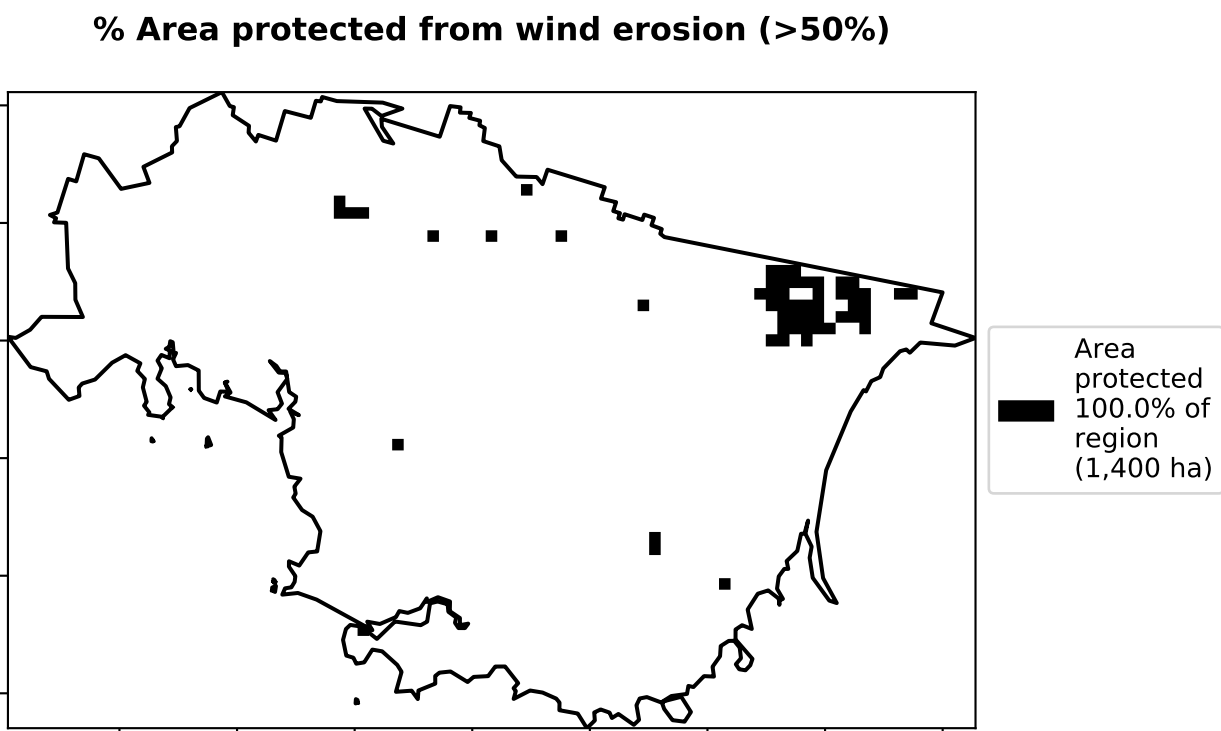 % Area protected from wind erosion (>50%)
Area
protected
100.0% of
region
(1,400 ha)